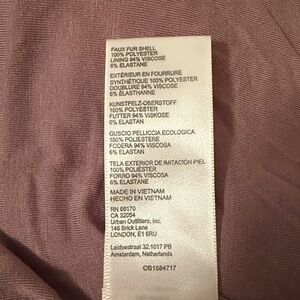 FAUX FUR SHELL
100% POLYESTER
LINING 94% VISCOSE
6% ELASTANE
EXTÉRIEUR EN FOURRURE
SYNTHÉTIQUE 100% POLYESTER
DOUBLURE 94% VISCOSE
6% ÉLASTHANNE
KUNSTPELZ-OBERSTOFF
100% POLYESTER
FUTTER 94% VISKOSE
6% ELASTAN
GUSCIO PELLICCIA ECOLOGICA
100% POLIESTERE
FODERA 94% VISCOSA
6% ELASTAN
TELA EXTERIOR DE IMITACIÓN PIEL
100% POLIÉSTER
FORRO 94% VISCOSA
6% ELASTANE
MADE IN VIETNAM
HECHO EN VIETNAM
RN 66170
CA 32054
Urban Outfitters, Inc.
146 Brick Lane
LONDON, E1 6RU
Leidsestraat 32,1017 PB
Amsterdam, Netherlands
OB1584717